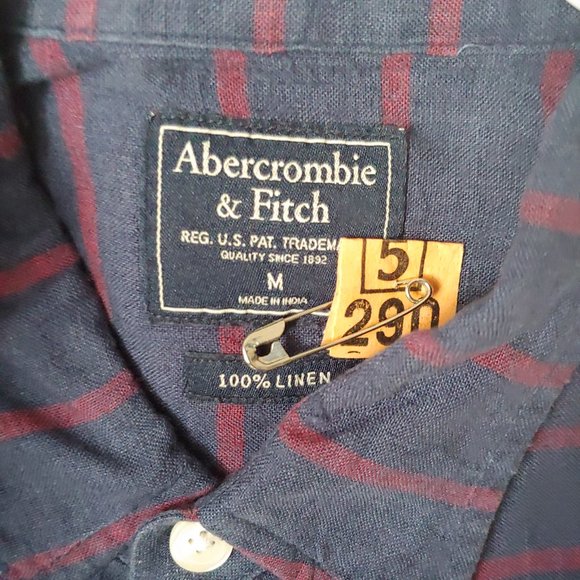 Abercrombie
& Fitch
REG. U.S. PAT. TRADEMA
QUALITY SINCE 1892
M
MADE IN INDIA
5
290
100% LINEN